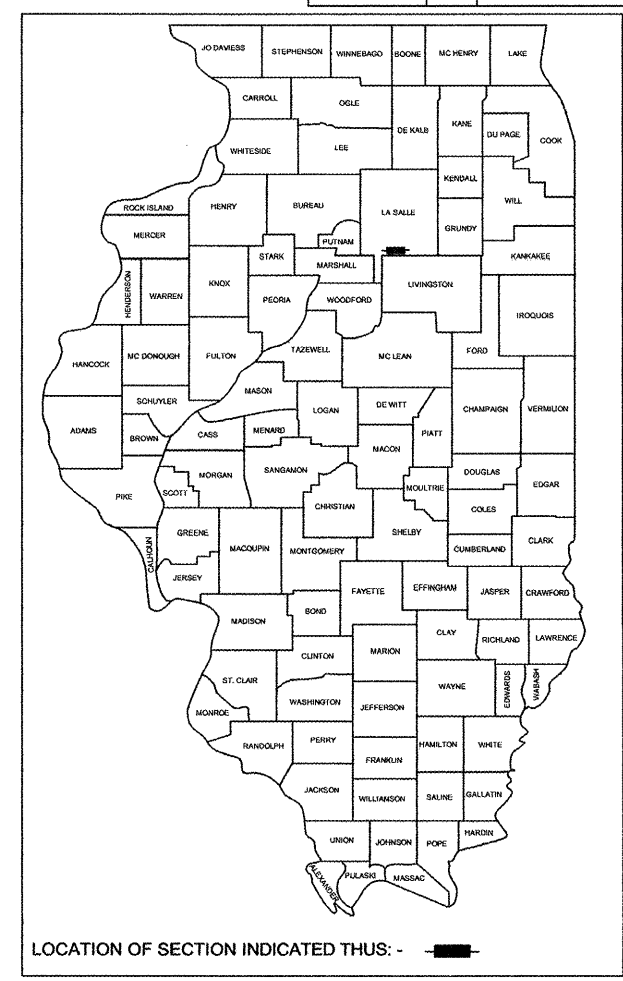 JO DAVIESS STEPHENSON WINNEBAGO BOONE MC HENRY LAKE
CARROLL OGLE DE KALB KANE DU PAGE COOK
WHITESIDE LEE
KENDALL
ROCK ISLAND HENRY BUREAU LA SALLE WILL
MERCER PUTNAM GRUNDY
STARK MARSHALL KANKAKEE
HENDERSON WARREN KNOX PEORIA WOODFORD LIVINGSTON IROQUOIS
HANCOCK MC DONOUGH FULTON TAZEWELL MC LEAN FORD
SCHUYLER MASON LOGAN DE WITT CHAMPAIGN VERMILION
ADAMS BROWN CASS MENARD MACON PIATT
PIKE SCOTT MORGAN SANGAMON CHRISTIAN MOULTRIE DOUGLAS EDGAR
COLES
CALHOUN GREENE MACOUPIN MONTGOMERY SHELBY CUMBERLAND CLARK
JERSEY
MADISON BOND FAYETTE EFFINGHAM JASPER CRAWFORD
CLINTON MARION CLAY RICHLAND LAWRENCE
ST. CLAIR WASHINGTON JEFFERSON WAYNE EDWARDS WABASH
MONROE
RANDOLPH PERRY FRANKLIN HAMILTON WHITE
JACKSON WILLIAMSON SALINE GALLATIN
UNION JOHNSON POPE HARDIN
ALEXANDER PULASKI MASSAC
LOCATION OF SECTION INDICATED THUS: -